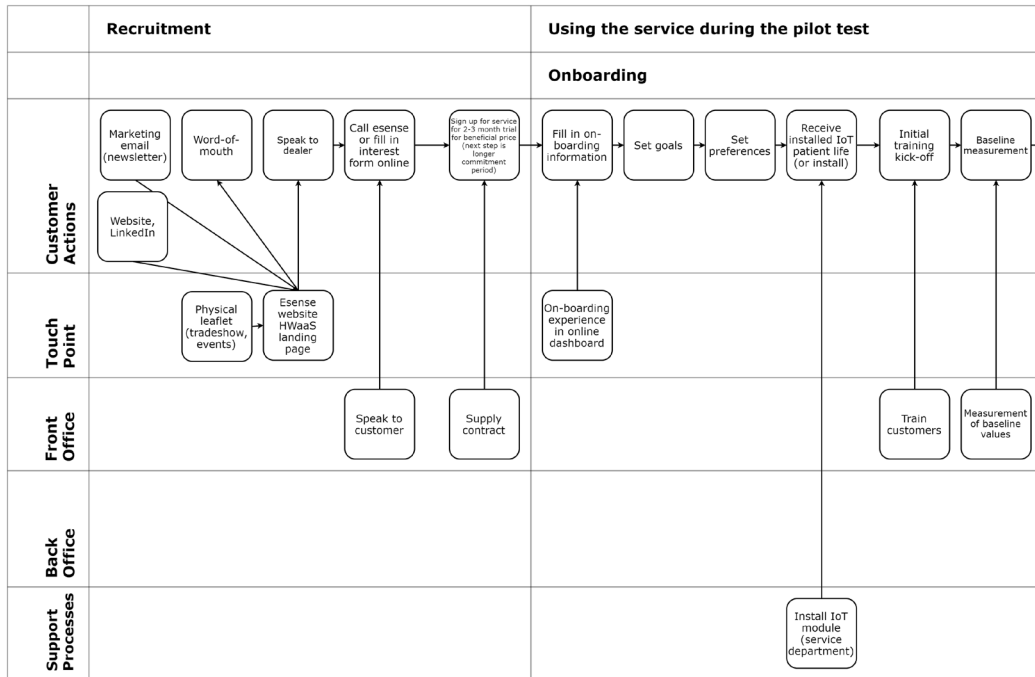 Recruitment
Using the service during the pilot test
Onboarding
Customer
Actions
Marketing
email
(newsletter)
Word-of-
mouth
Speak to
dealer
Call esense
or fill in
interest
form online
Sign up for service
for 2-3 month trial
for beneficial price
(next step is
longer
commitment
period)
Fill in on-
boarding
information
Set goals
Set
preferences
Receive
installed IoT
patient life
(or install)
Initial
training
kick-off
Baseline
measurement
Website,
LinkedIn
Touch
Point
Physical
leaflet
(tradeshow,
events)
Esense
website
HWaaS
landing
page
On-boarding
experience
in online
dashboard
Front
Office
Speak to
customer
Supply
contract
Train
customers
Measurement
of baseline
values
Back
Office
Support
Processes
Install IoT
module
(service
department)